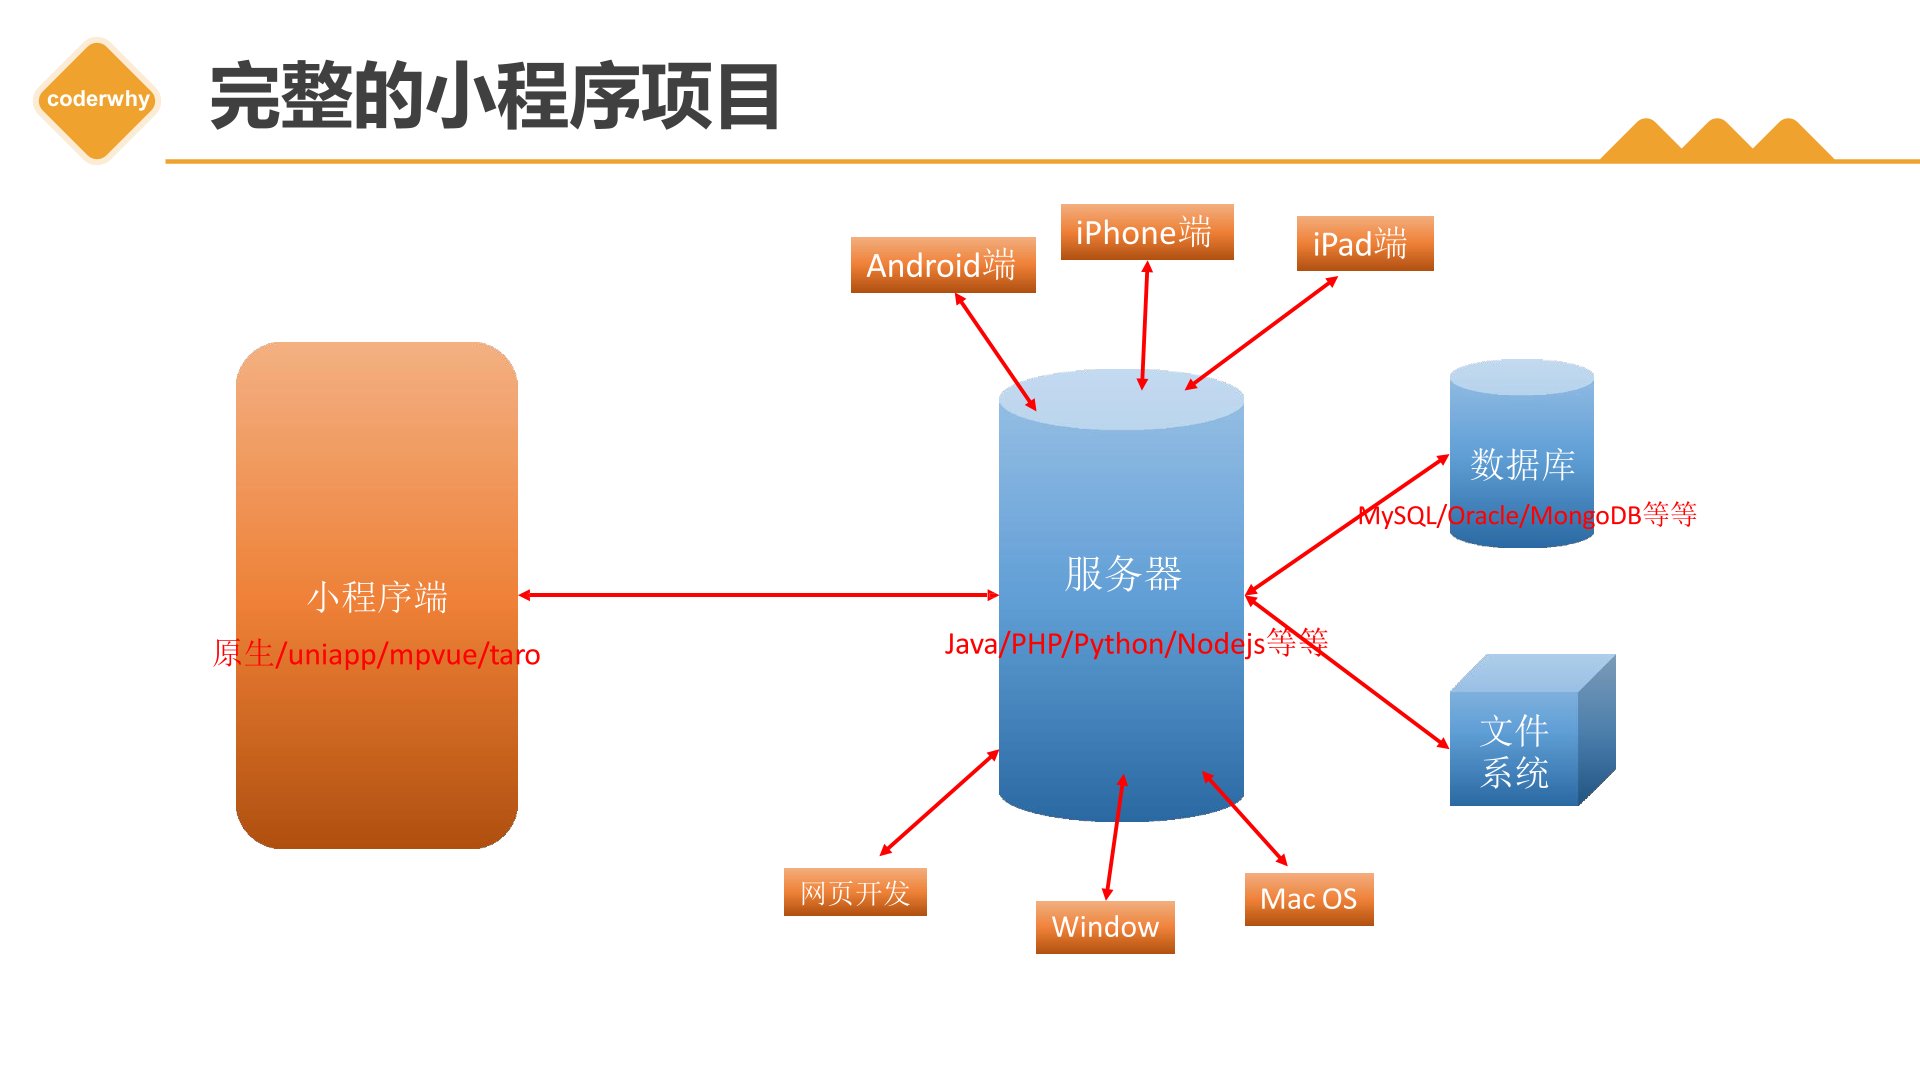 coderwhy
完整的小程序项目
Android端
iPhone端
iPad端
小程序端
原生/uniapp/mpvue/taro
服务器
Java/PHP/Python/Nodejs等等
数据库
MySQL/Oracle/MongoDB等等
文件
系统
网页开发
Window
Mac OS